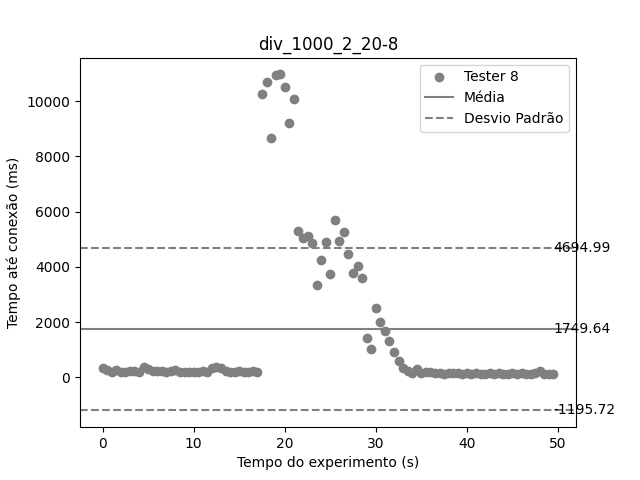 div_1000_2_20-8
Tester 8
Média
Desvio Padrão
Tempo até conexão (ms)
10000
8000
6000
4000
2000
0
4694.99
1749.64
-1195.72
0 10 20 30 40 50
Tempo do experimento (s)